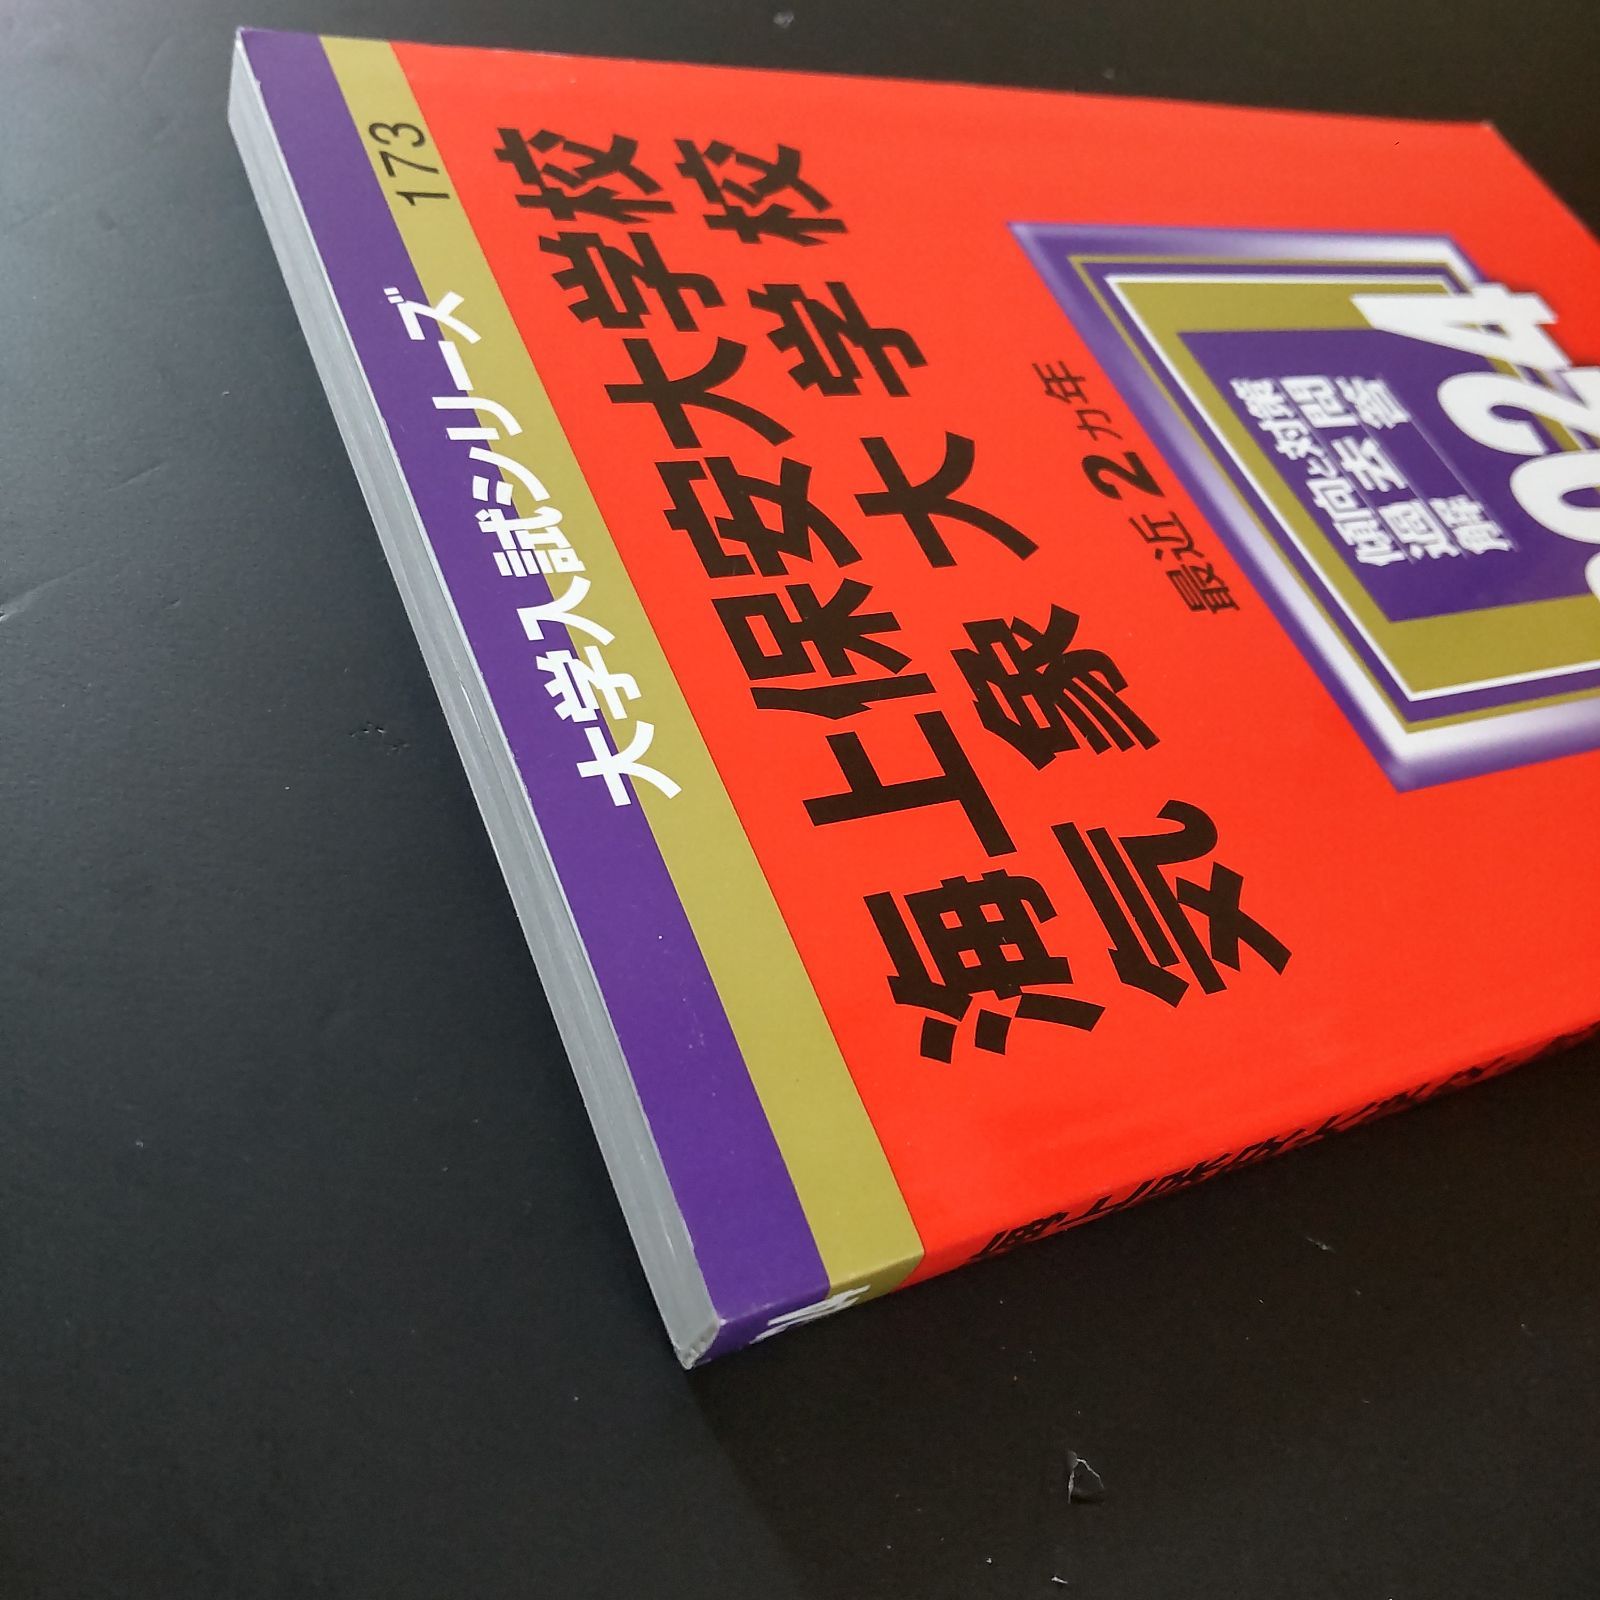 173
大学入試シリーズ
海上保安大学校
気象大学校
最近2カ年
傾向と対策
過去問
解答
024